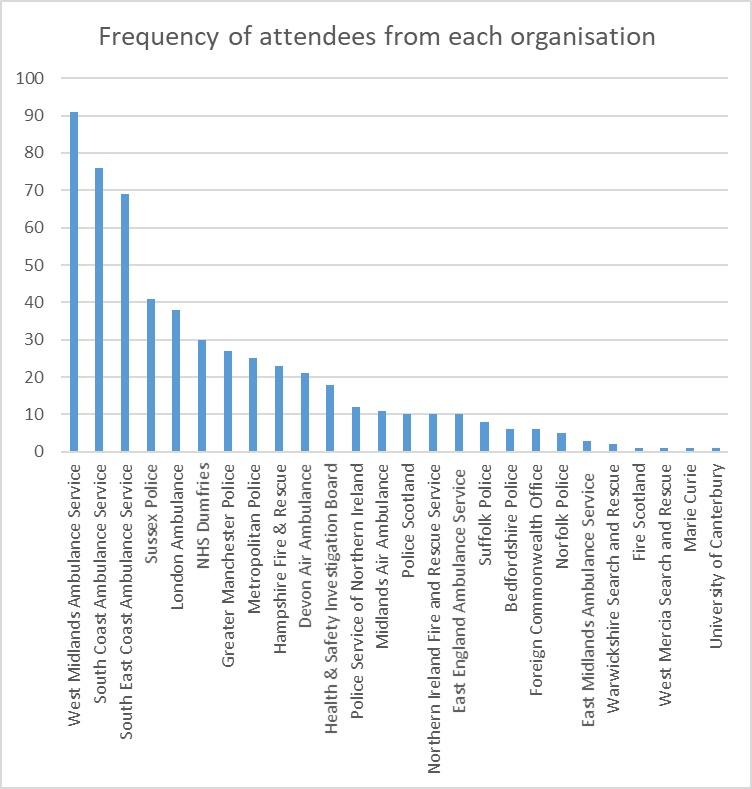 Frequency of attendees from each organisation
100
90
80
70
60
50
40
30
20
10
0
West Midlands Ambulance Service
South Coast Ambulance Service
South East Coast Ambulance Service
Sussex Police
London Ambulance
NHS Dumfries
Greater Manchester Police
Metropolitan Police
Hampshire Fire & Rescue
Devon Air Ambulance
Health & Safety Investigation Board
Police Service of Northern Ireland
Midlands Air Ambulance
Police Scotland
Northern Ireland Fire and Rescue Service
East England Ambulance Service
Suffolk Police
Bedfordshire Police
Foreign Commonwealth Office
Norfolk Police
East Midlands Ambulance Service
Warwickshire Search and Rescue
Fire Scotland
West Mercia Search and Rescue
Marie Curie
University of Canterbury